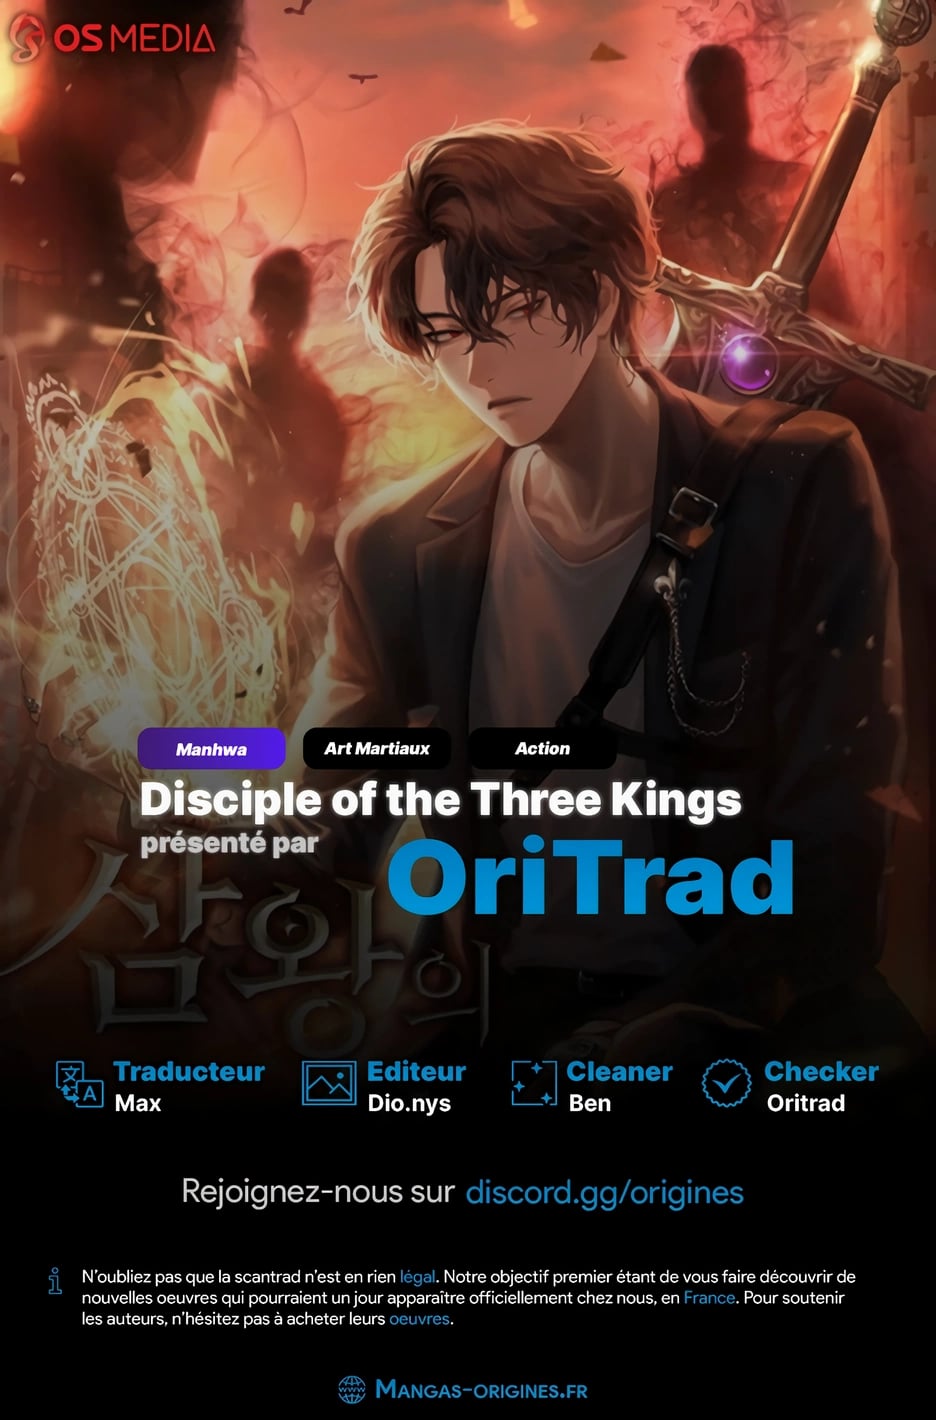 OS MEDIA
Manhwa
Art Martiaux
Action
Disciple of the Three Kings
présenté par
OriTrad
삼왕의
Traducteur
Max
Editeur
Dio.nys
Cleaner
Ben
Checker
Oritrad
Rejoignez-nous sur discord.gg/origines
N'oubliez pas que la scantrad n'est en rien légal. Notre objectif premier étant de vous faire découvrir de
nouvelles oeuvres qui pourraient un jour apparaître officiellement chez nous, en France. Pour soutenir
les auteurs, n'hésitez pas à acheter leurs oeuvres.
MANGAS-ORIGINES.FR